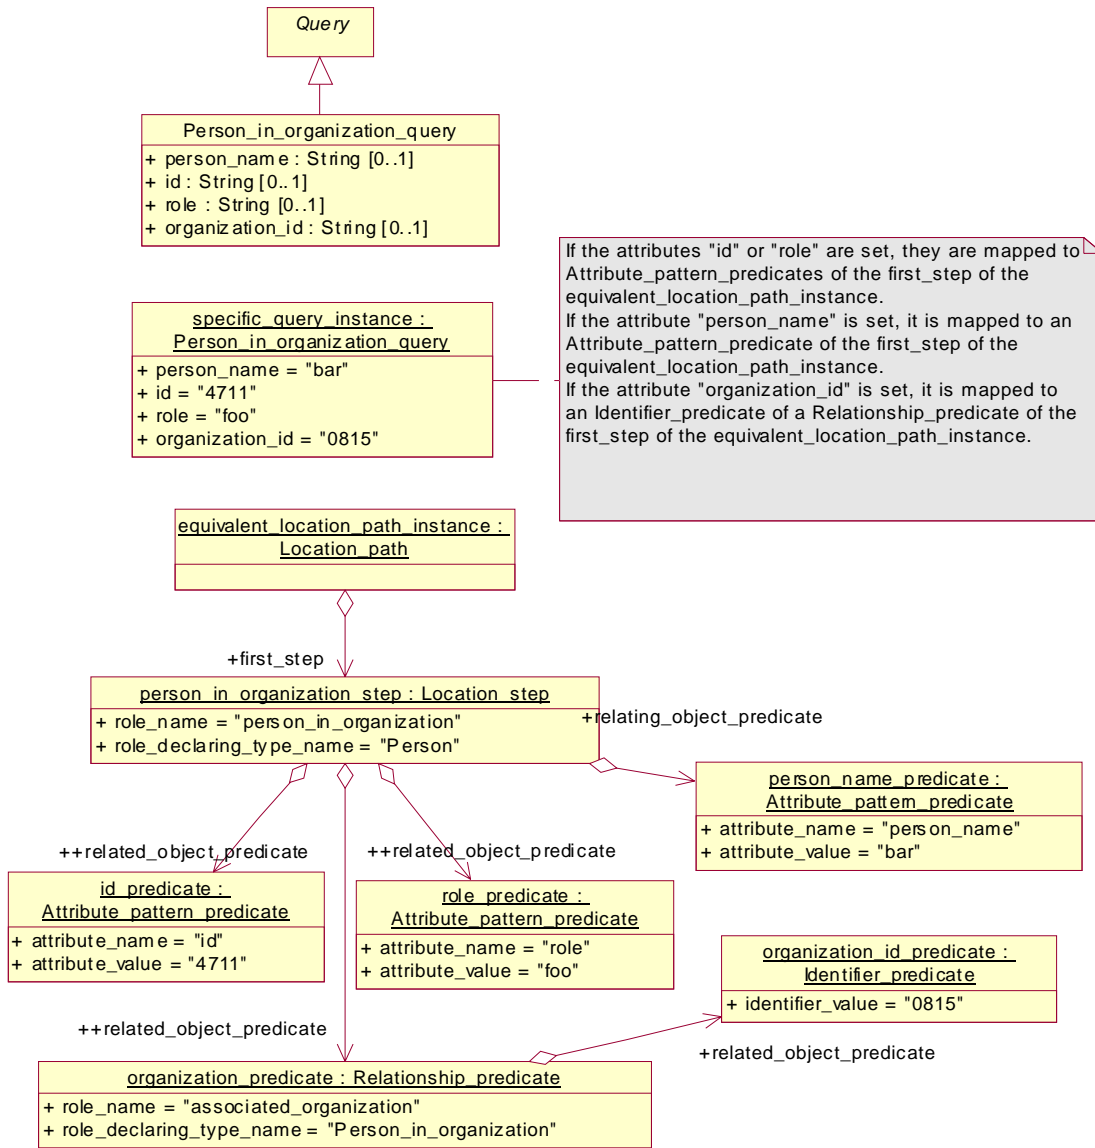 Query
Person_in_organization_query
+ person_name : String [0..1]
+ id : String [0..1]
+ role : String [0..1]
+ organization_id : String [0..1]
If the attributes "id" or "role" are set, they are mapped to
Attribute_pattern_predicates of the first_step of the
equivalent_location_path_instance.
If the attribute "person_name" is set, it is mapped to an
Attribute_pattern_predicate of the first_step of the
equivalent_location_path_instance.
If the attribute "organization_id" is set, it is mapped to
an Identifier_predicate of a Relationship_predicate of the
first_step of the equivalent_location_path_instance.
specific_query_instance :
Person_in_organization_query
+ person_name = "bar"
+ id = "4711"
+ role = "foo"
+ organization_id = "0815"
equivalent_location_path_instance :
Location_path
+first_step
person_in_organization_step : Location_step
+ role_name = "person_in_organization"
+ role_declaring_type_name = "Person"
+relating_object_predicate
person_name_predicate :
Attribute_pattern_predicate
+ attribute_name = "person_name"
+ attribute_value = "bar"
++related_object_predicate
++related_object_predicate
id_predicate :
Attribute_pattern_predicate
+ attribute_name = "id"
+ attribute_value = "4711"
role_predicate :
Attribute_pattern_predicate
+ attribute_name = "role"
+ attribute_value = "foo"
organization_id_predicate :
Identifier_predicate
+ identifier_value = "0815"
++related_object_predicate
+related_object_predicate
organization_predicate : Relationship_predicate
+ role_name = "associated_organization"
+ role_declaring_type_name = "Person_in_organization"